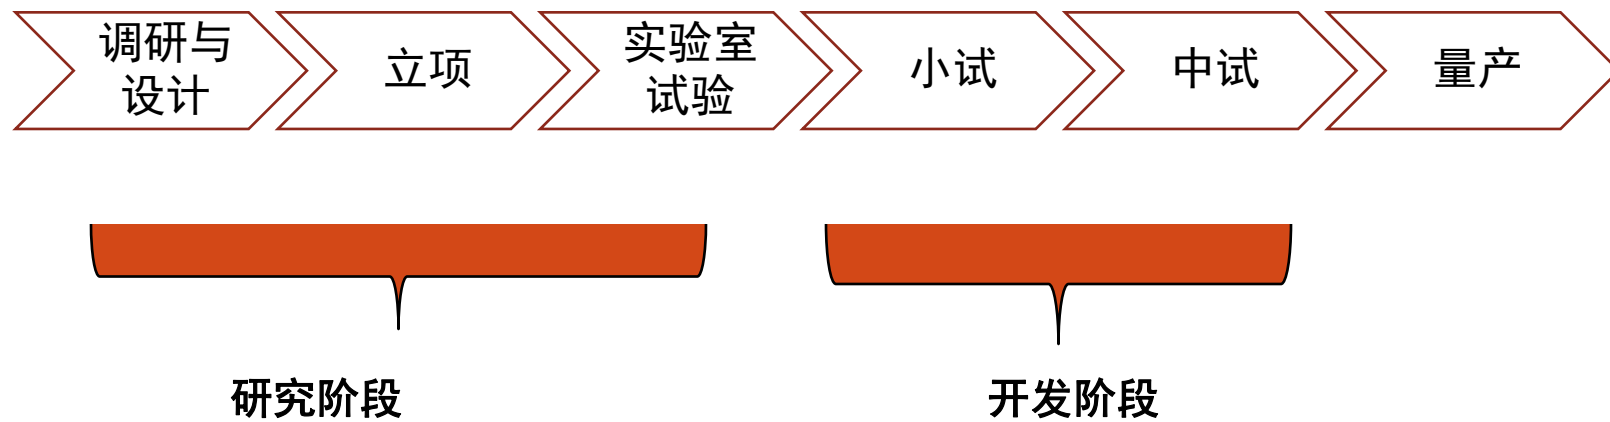 调研与
设计
立项
实验室
试验
小试
中试
量产
研究阶段
开发阶段